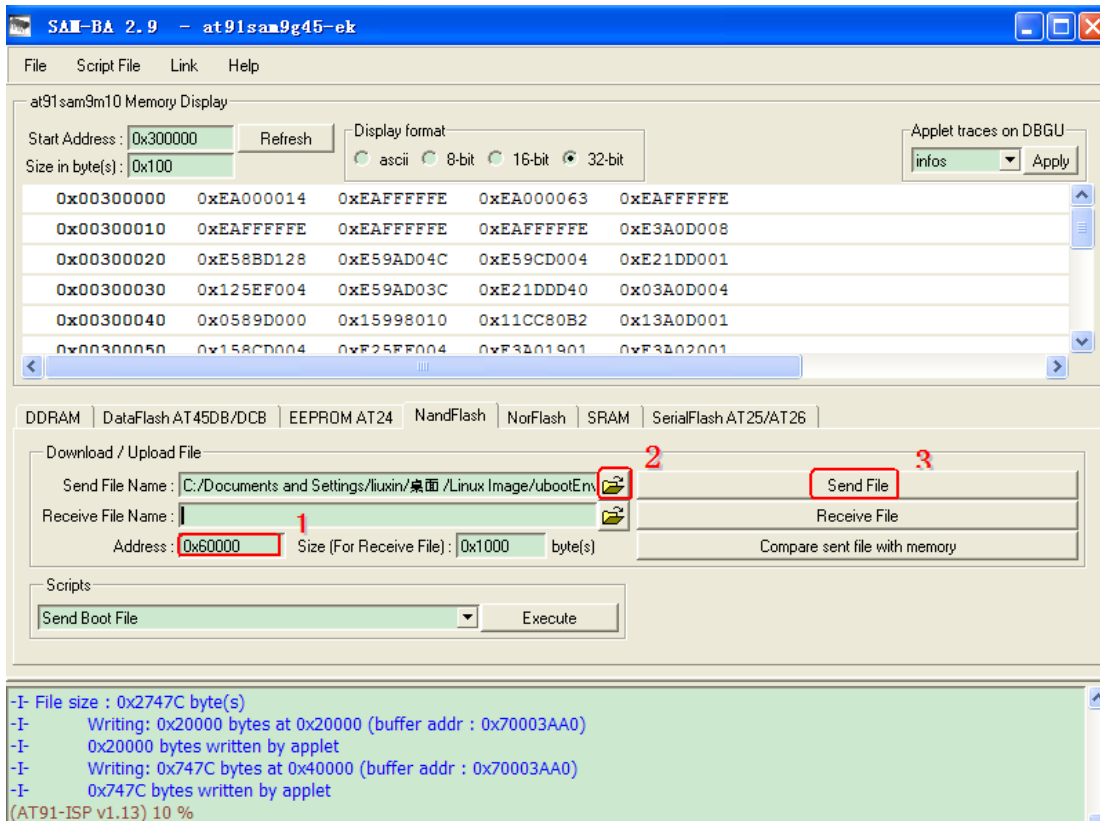 SAM-BA 2.9 - at91sam9g45-ek
File Script File Link Help
at91sam9m10 Memory Display
Start Address : 0x300000 Refresh Display format Applet traces on DBGU
Size in byte(s) : 0x100 ascii 8-bit 16-bit 32-bit infos Apply
0x00300000 0xEA000014 0xEAFFFFFE 0xEA000063 0xEAFFFFFE
0x00300010 0xEAFFFFFE 0xEAFFFFFE 0xEAFFFFFE 0xE3A0D008
0x00300020 0xE58BD128 0xE59AD04C 0xE59CD004 0xE21DD001
0x00300030 0x125EF004 0xE59AD03C 0xE21DDD40 0x03A0D004
0x00300040 0x0589D000 0x15998010 0x11CC80B2 0x13A0D001
0x00300050 0x158CD004 0xE25EF004 0xE3A01901 0xE3A02001
DDRAM DataFlash AT45DB/DCB EEPROM AT24 NandFlash NorFlash SRAM SerialFlash AT25/AT26
Download / Upload File 2 3
Send File Name : C:/Documents and Settings/liuxin/桌面 /Linux Image/ubootEnv Send File
Receive File Name : Receive File
1
Address : 0x60000 Size (For Receive File) : 0x1000 byte(s) Compare sent file with memory
Scripts
Send Boot File Execute
-I- File size : 0x2747C byte(s)
-I- Writing: 0x20000 bytes at 0x20000 (buffer addr : 0x70003AA0)
-I- 0x20000 bytes written by applet
-I- Writing: 0x747C bytes at 0x40000 (buffer addr : 0x70003AA0)
-I- 0x747C bytes written by applet
(AT91-ISP v1.13) 10 %